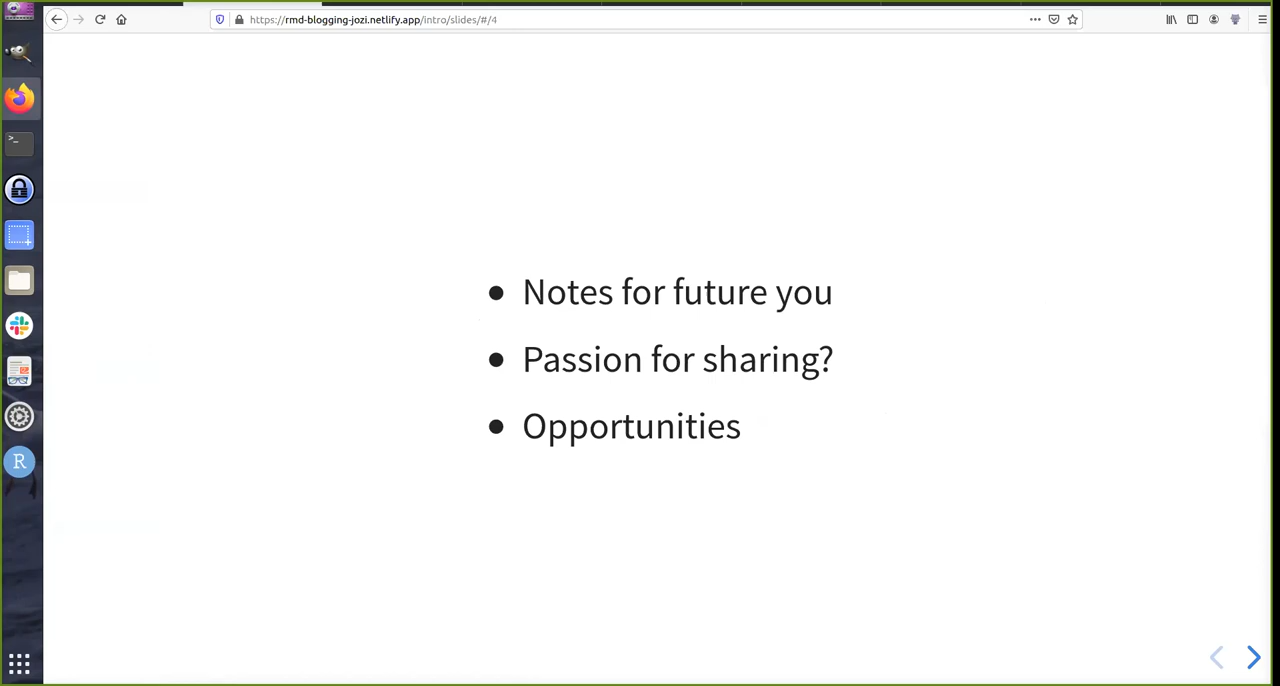 https://rmd-blogging-jozi.netlify.app/intro/slides/#/4
• Notes for future you
• Passion for sharing?
• Opportunities
>_
R